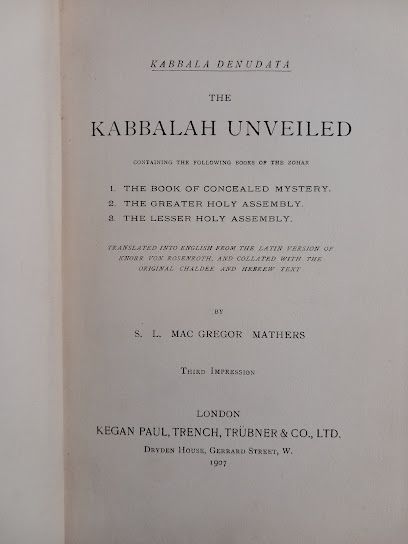 KABBALA DENUDATA
THE
KABBALAH UNVEILED
CONTAINING THE FOLLOWING BOOKS OF THE ZOHAR
1. THE BOOK OF CONCEALED MYSTERY.
2. THE GREATER HOLY ASSEMBLY.
3. THE LESSER HOLY ASSEMBLY.
TRANSLATED INTO ENGLISH FROM THE LATIN VERSION OF
KNORR VON ROSENROTH, AND COLLATED WITH THE
ORIGINAL CHALDEE AND HEBREW TEXT
BY
S. L. MAC GREGOR MATHERS
THIRD IMPRESSION
LONDON
KEGAN PAUL, TRENCH, TRÜBNER & CO., LTD.
DRYDEN HOUSE, GERRARD STREET, W.
1907